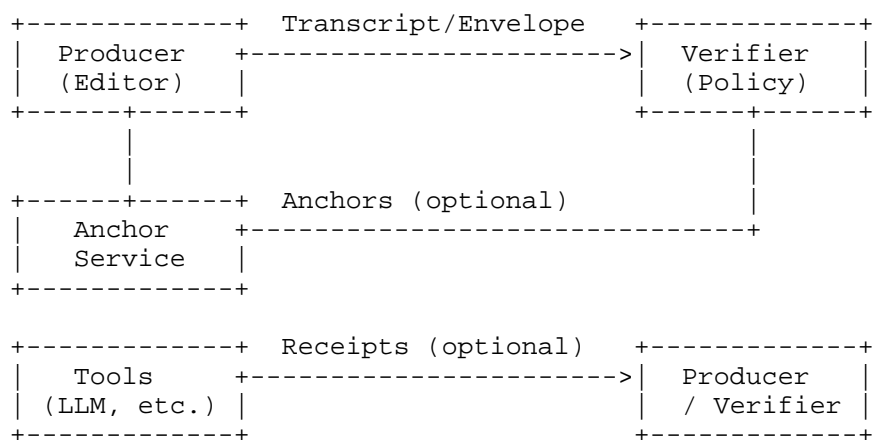 Transcript/Envelope
Producer
(Editor)
Verifier
(Policy)
Anchors (optional)
Anchor
Service
Receipts (optional)
Tools
(LLM, etc.)
Producer
/ Verifier